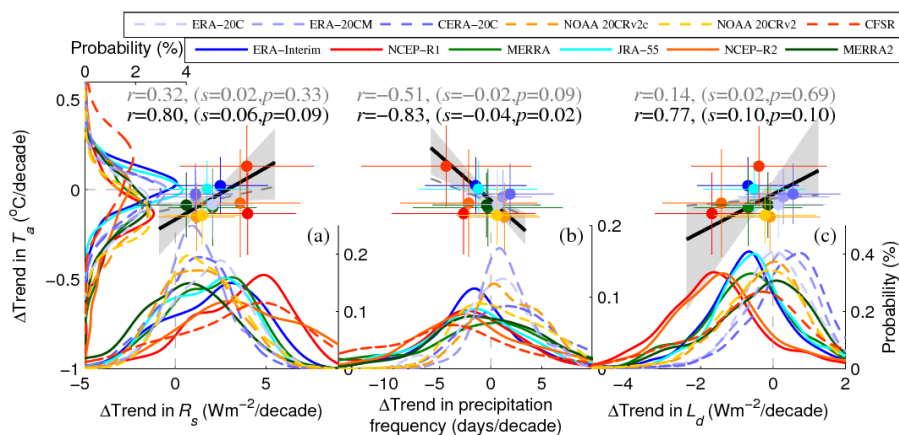 ERA-20C ERA-20CM CERA-20C NOAA 20CRv2c NOAA 20CRv2 CFSR
ERA-Interim NCEP-R1 MERRA JRA-55 NCEP-R2 MERRA2
Probability (%)
0 2 4
r=0.32, (s=0.02,p=0.33)
r=0.80, (s=0.06,p=0.09)
r=-0.51, (s=-0.02,p=0.09)
r=-0.83, (s=-0.04,p=0.02)
r=0.14, (s=0.02,p=0.69)
r=0.77, (s=0.10,p=0.10)
ΔTrend in Ta (0C/decade)
0.5
0
-0.5
-1
(a)
(b)
(c)
0.2
0.1
0
0.2
0.1
0
0.4
0.2
0
Probability (%)
-5 0 5
-10 -5 0 5
-4 -2 0 2
ΔTrend in Rs (Wm−2/decade)
ΔTrend in precipitation
frequency (days/decade)
ΔTrend in Ld (Wm−2/decade)